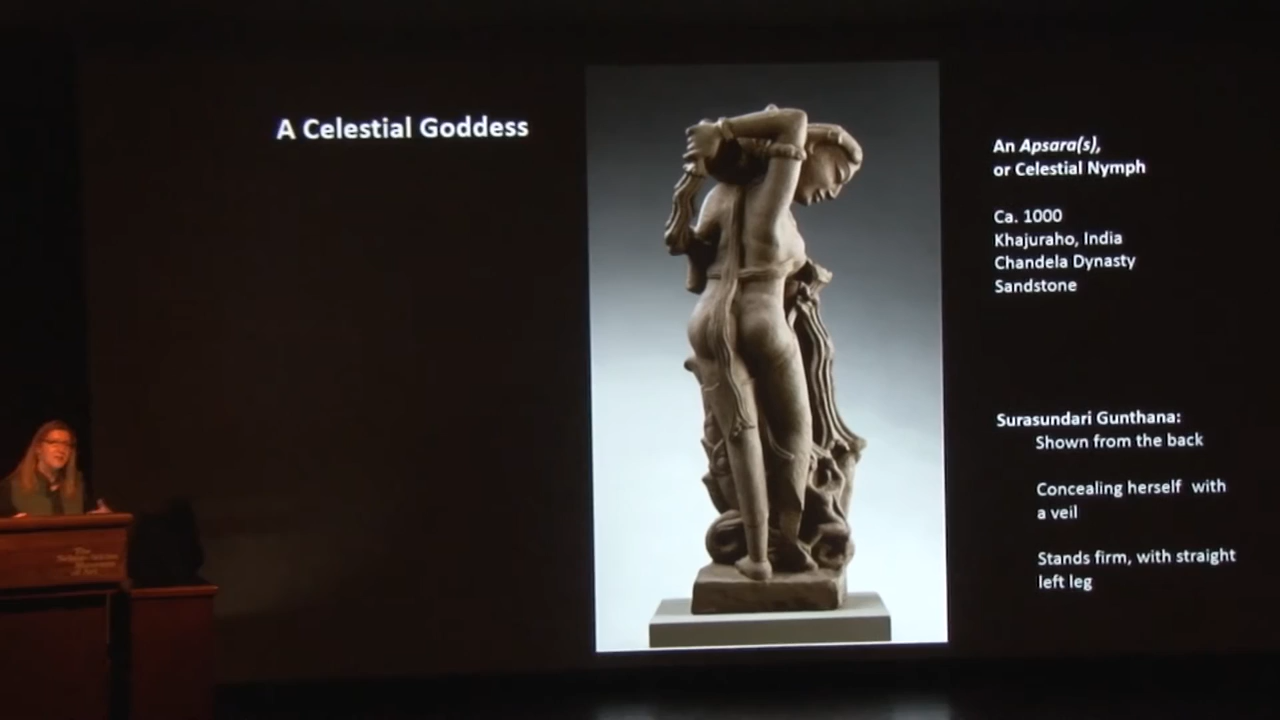 A Celestial Goddess
An Apsara(s),
or Celestial Nymph
Ca. 1000
Khajuraho, India
Chandela Dynasty
Sandstone
Surasundari Gunthana:
Shown from the back
Concealing herself with
a veil
Stands firm, with straight
left leg
The